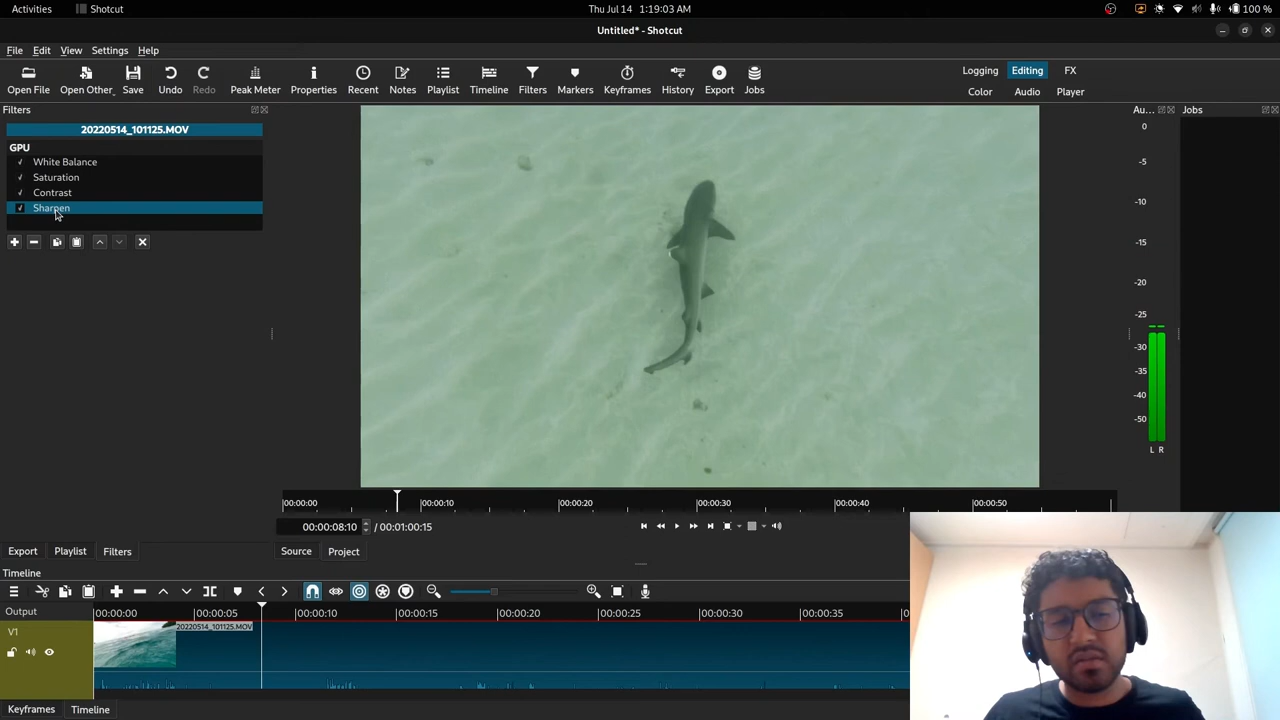 Activities
Shotcut
Thu Jul 14 1:19:03 AM
100 %
Untitled* - Shotcut
File Edit View Settings Help
Open File Open Other Save Undo Redo Peak Meter Properties Recent Notes Playlist Timeline Filters Markers Keyframes History Export Jobs
Logging Editing FX
Color Audio Player
Filters
20220514_101125.MOV
GPU
White Balance
Saturation
Contrast
Sharpen
Au...
0
-5
-10
-15
-20
-25
-30
-35
-40
-45
-50
L R
Jobs
00:00:00 00:00:10 00:00:20 00:00:30 00:00:40 00:00:50
00:00:08:10 / 00:01:00:15
Export Playlist Filters
Source Project
Timeline
Output
00:00:00 00:00:05 00:00:10 00:00:15 00:00:20 00:00:25 00:00:30 00:00:35
V1
20220514_101125.MOV
Keyframes Timeline